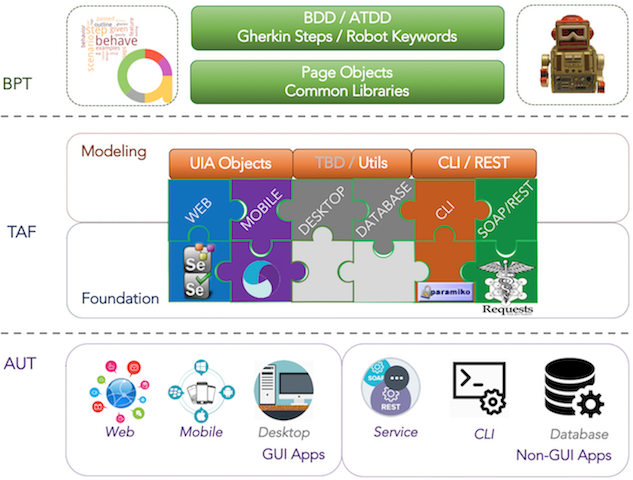 BPT
outline
step
given
behave
scenario
examples
behavior
BDD / ATDD
Gherkin Steps / Robot Keywords
Page Objects
Common Libraries
TAF
Modeling
UIA Objects
TBD / Utils
CLI / REST
WEB
MOBILE
DESKTOP
DATABASE
CLI
SOAP/REST
Foundation
Se
Se
paramiko
Requests
AUT
SOAP
REST
Web
Mobile
Desktop
GUI Apps
Service
CLI
Database
Non-GUI Apps